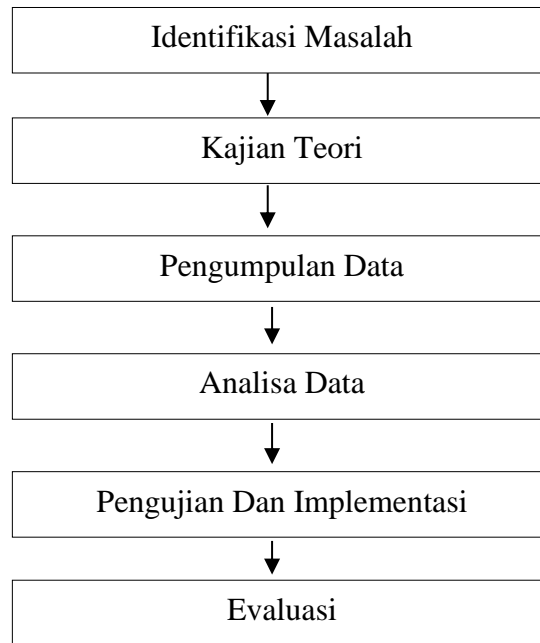 Identifikasi Masalah
Kajian Teori
Pengumpulan Data
Analisa Data
Pengujian Dan Implementasi
Evaluasi